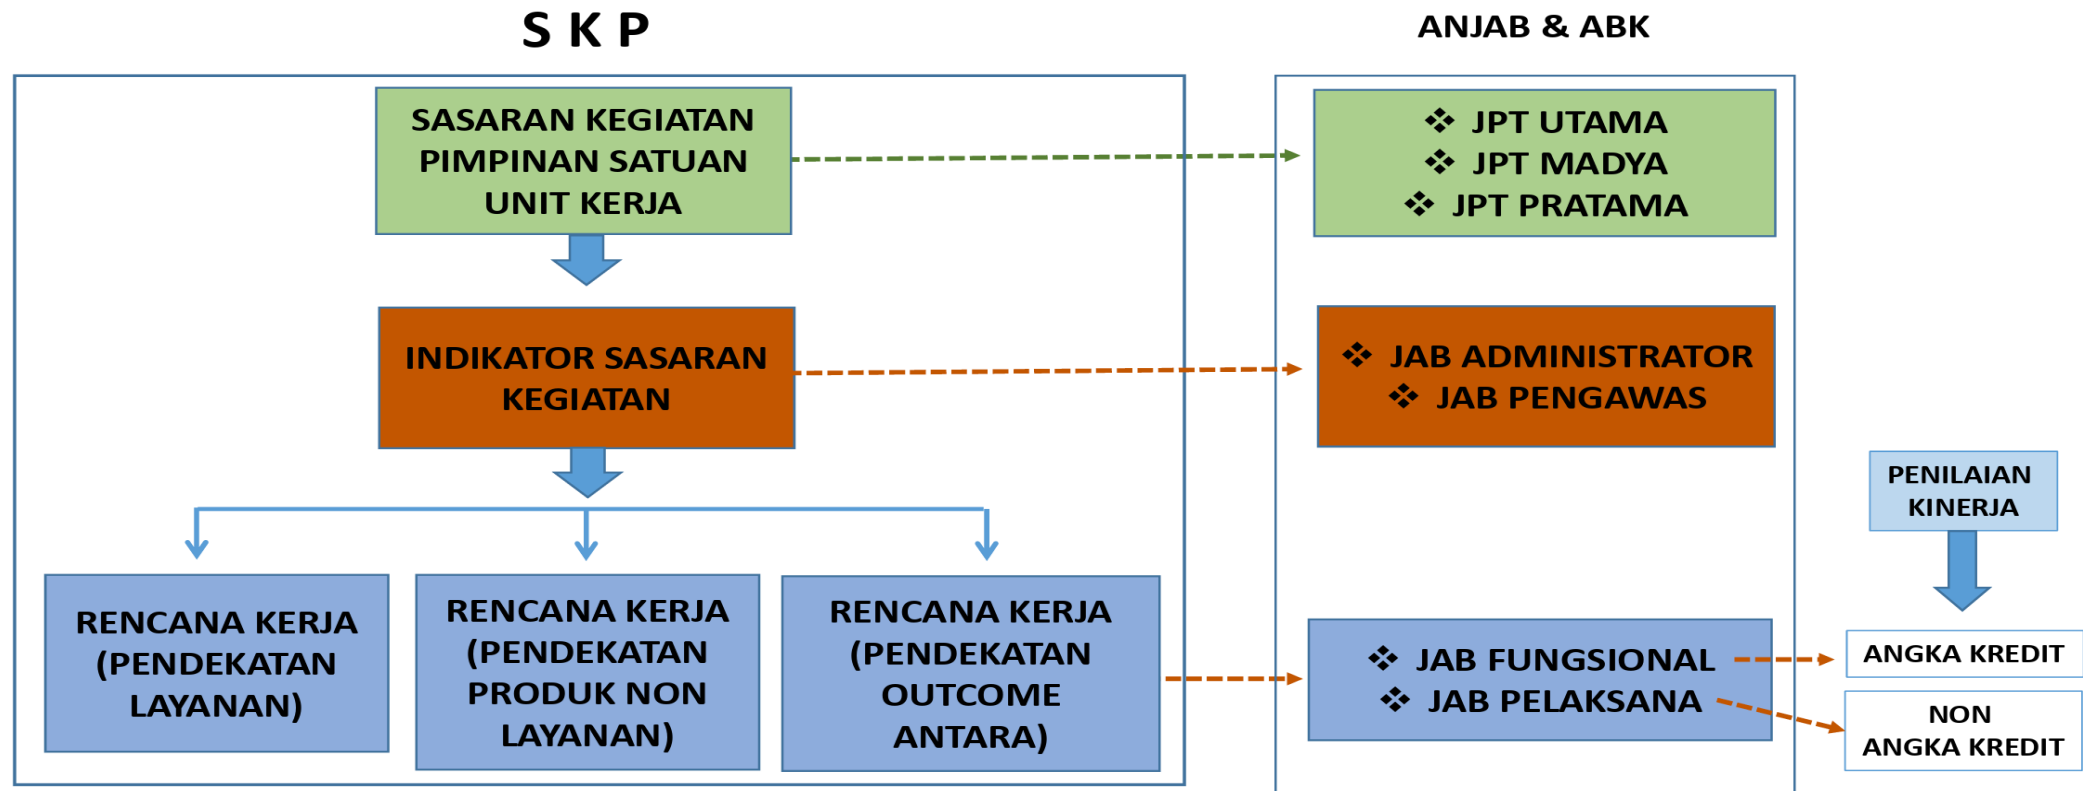 S K P
SASARAN KEGIATAN
PIMPINAN SATUAN
UNIT KERJA
INDIKATOR SASARAN
KEGIATAN
RENCANA KERJA
(PENDEKATAN
LAYANAN)
RENCANA KERJA
(PENDEKATAN
PRODUK NON
LAYANAN)
RENCANA KERJA
(PENDEKATAN
OUTCOME
ANTARA)
ANJAB & ABK
❖ JPT UTAMA
❖ JPT MADYA
❖ JPT PRATAMA
❖ JAB ADMINISTRATOR
❖ JAB PENGAWAS
❖ JAB FUNGSIONAL
❖ JAB PELAKSANA
PENILAIAN
KINERJA
ANGKA KREDIT
NON
ANGKA KREDIT